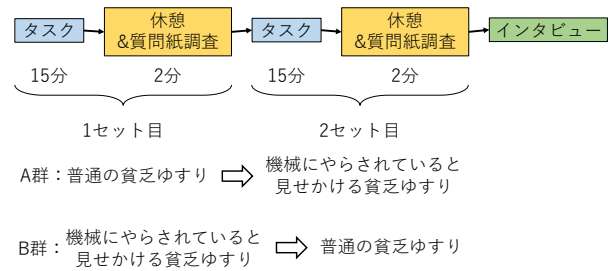 タスク
休憩
&質問紙調査
タスク
休憩
&質問紙調査
インタビュー
15分
2分
15分
2分
1セット目
2セット目
A群：普通の貧乏ゆすり
機械にやらされていると
見せかける貧乏ゆすり
B群：機械にやらされていると
見せかける貧乏ゆすり
普通の貧乏ゆすり